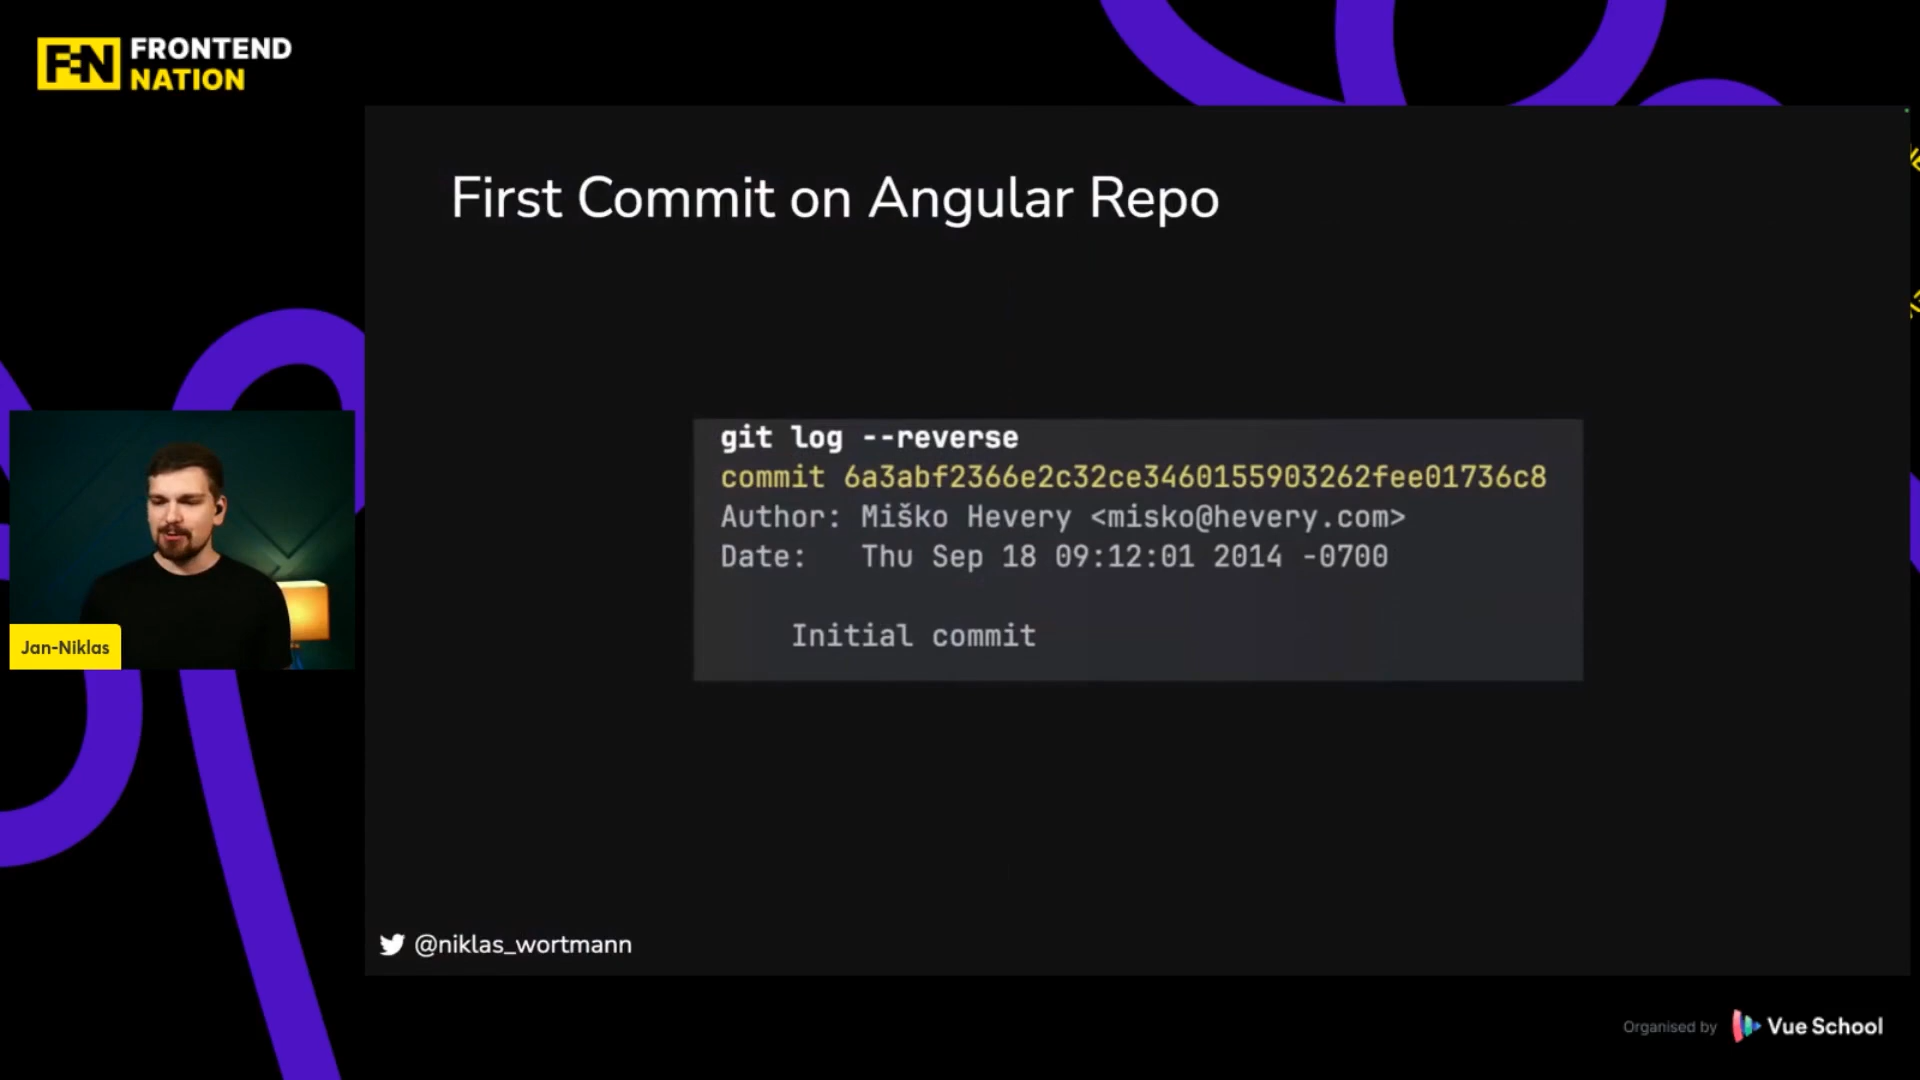 FEN FRONTEND
NATION
First Commit on Angular Repo
git log --reverse
commit 6a3abf2366e2c32ce3460155903262fee01736c8
Author: Miško Hevery <misko@hevery.com>
Date:   Thu Sep 18 09:12:01 2014 -0700
Initial commit
Jan-Niklas
@niklas_wortmann
Organised by Vue School